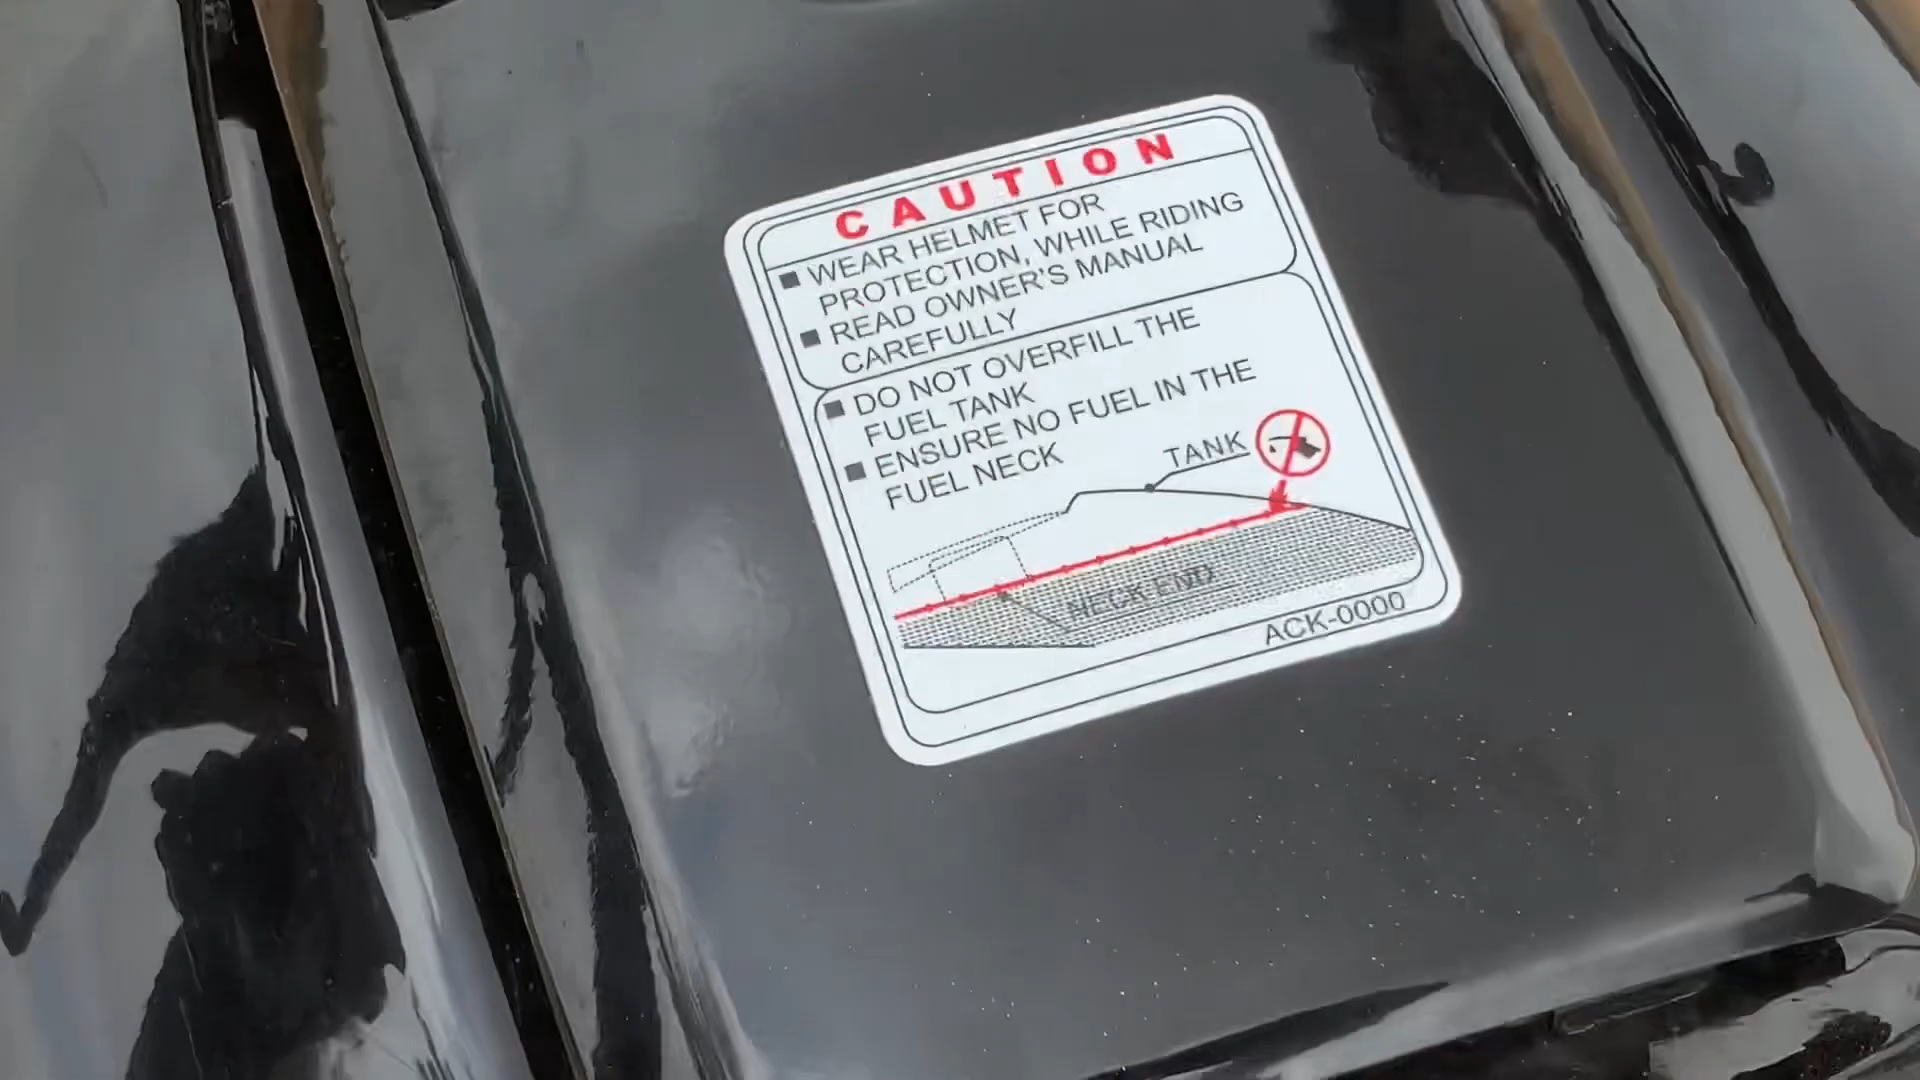 CAUTION
■ WEAR HELMET FOR
PROTECTION, WHILE RIDING
■ READ OWNER'S MANUAL
CAREFULLY
■ DO NOT OVERFILL THE
FUEL TANK
■ ENSURE NO FUEL IN THE
FUEL NECK
TANK
NECK END
ACK-0000